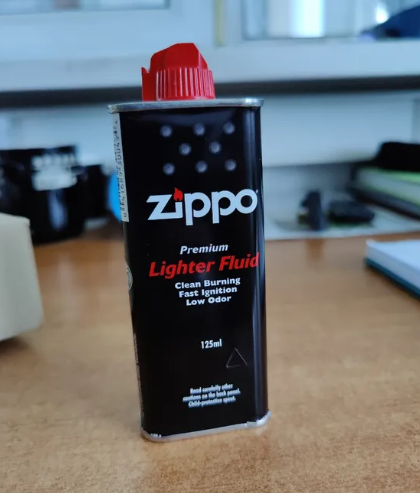 zippo
Premium
Lighter Fluid
Clean Burning
Fast Ignition
Low Odor
125ml
Read carefully other
cautions on the back panel.
Child-protective spout.